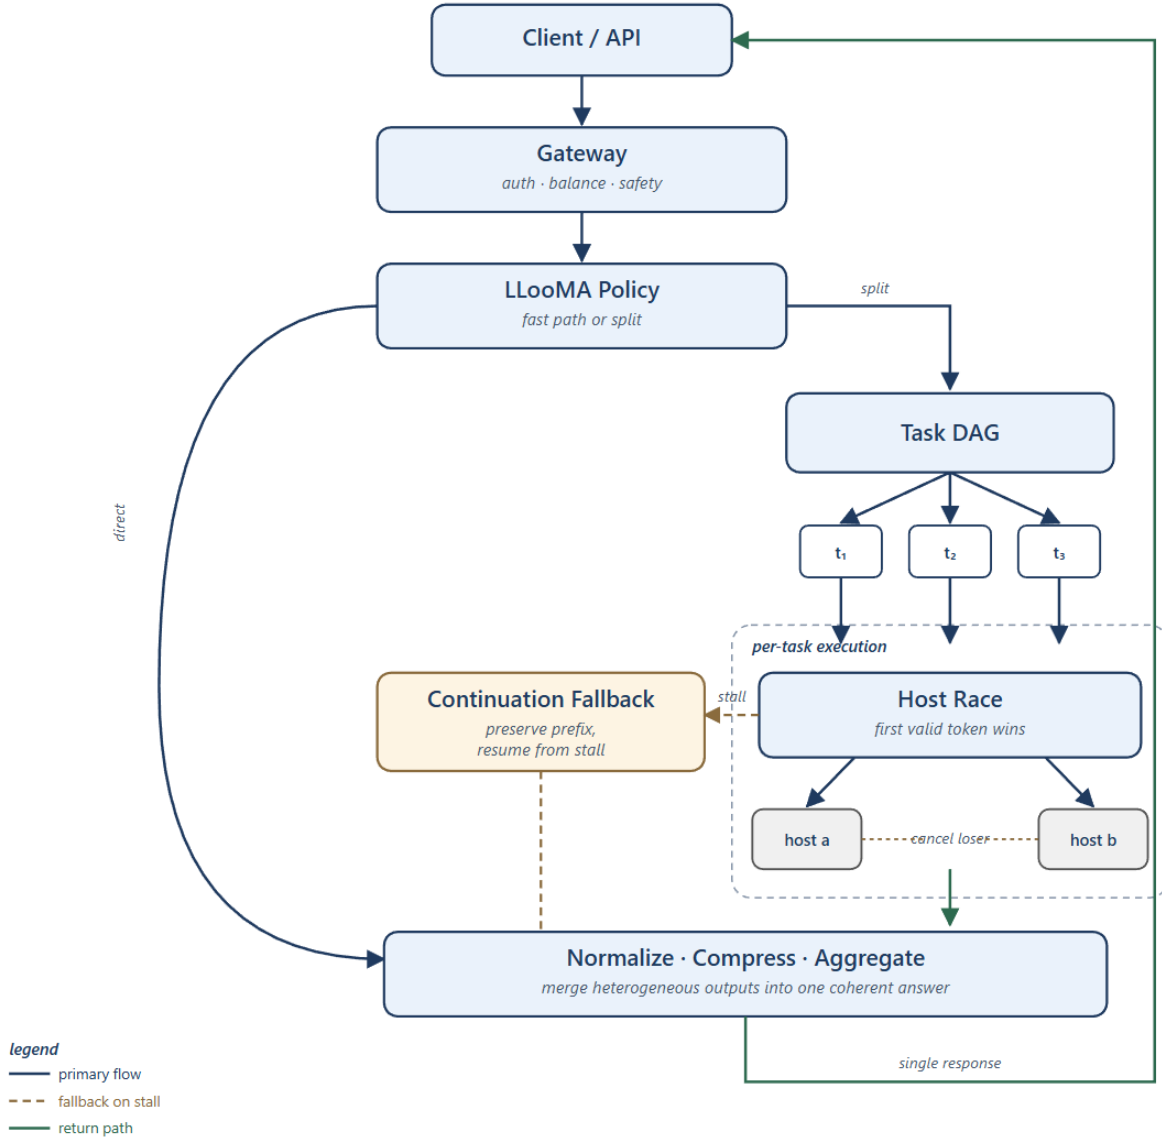 Client / API
Gateway
auth · balance · safety
LLooMA Policy
fast path or split
split
Task DAG
direct
t₁
t₂
t₃
per-task execution
Continuation Fallback
preserve prefix,
resume from stall
stall
Host Race
first valid token wins
host a
cancel loser
host b
Normalize · Compress · Aggregate
merge heterogeneous outputs into one coherent answer
single response
legend
primary flow
fallback on stall
return path